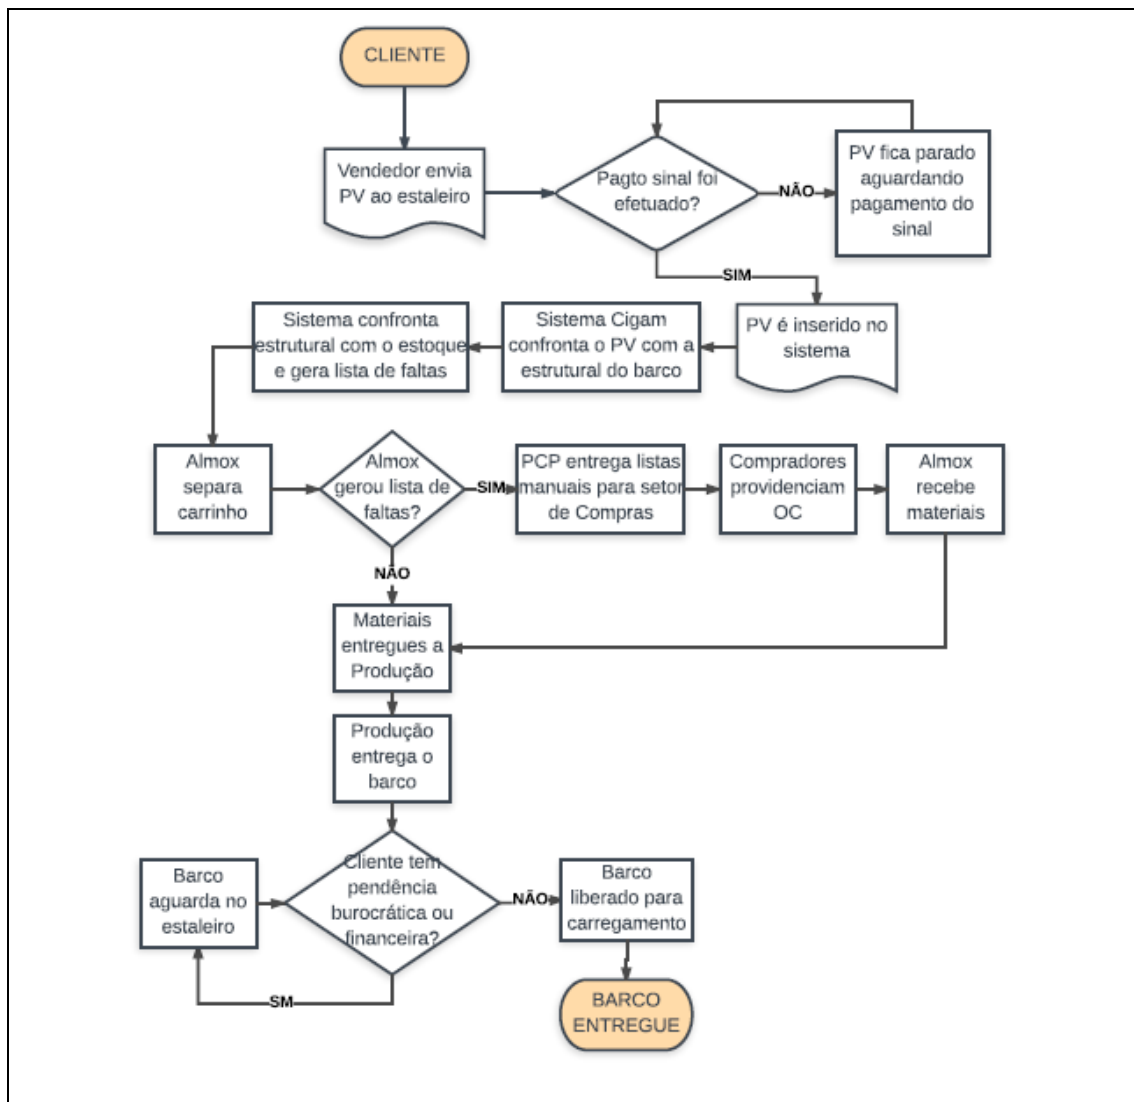 CLIENTE
Vendedor envia
PV ao estaleiro
Pagto sinal foi
efetuado?
NÃO
PV fica parado
aguardando
pagamento do
sinal
SIM
PV é inserido no
sistema
Sistema Cigam
confronta o PV com a
estrutural do barco
Sistema confronta
estrutural com o estoque
e gera lista de faltas
Almox
separa
carrinho
Almox
gerou lista de
faltas?
SIM
PCP entrega listas
manuais para setor
de Compras
Compradores
providenciam
OC
Almox
recebe
materiais
NÃO
Materiais
entregues a
Produção
Produção
entrega o
barco
Cliente tem
pendência
burocrática ou
financeira?
SM
Barco
aguarda no
estaleiro
NÃO
Barco
liberado para
carregamento
BARCO
ENTREGUE